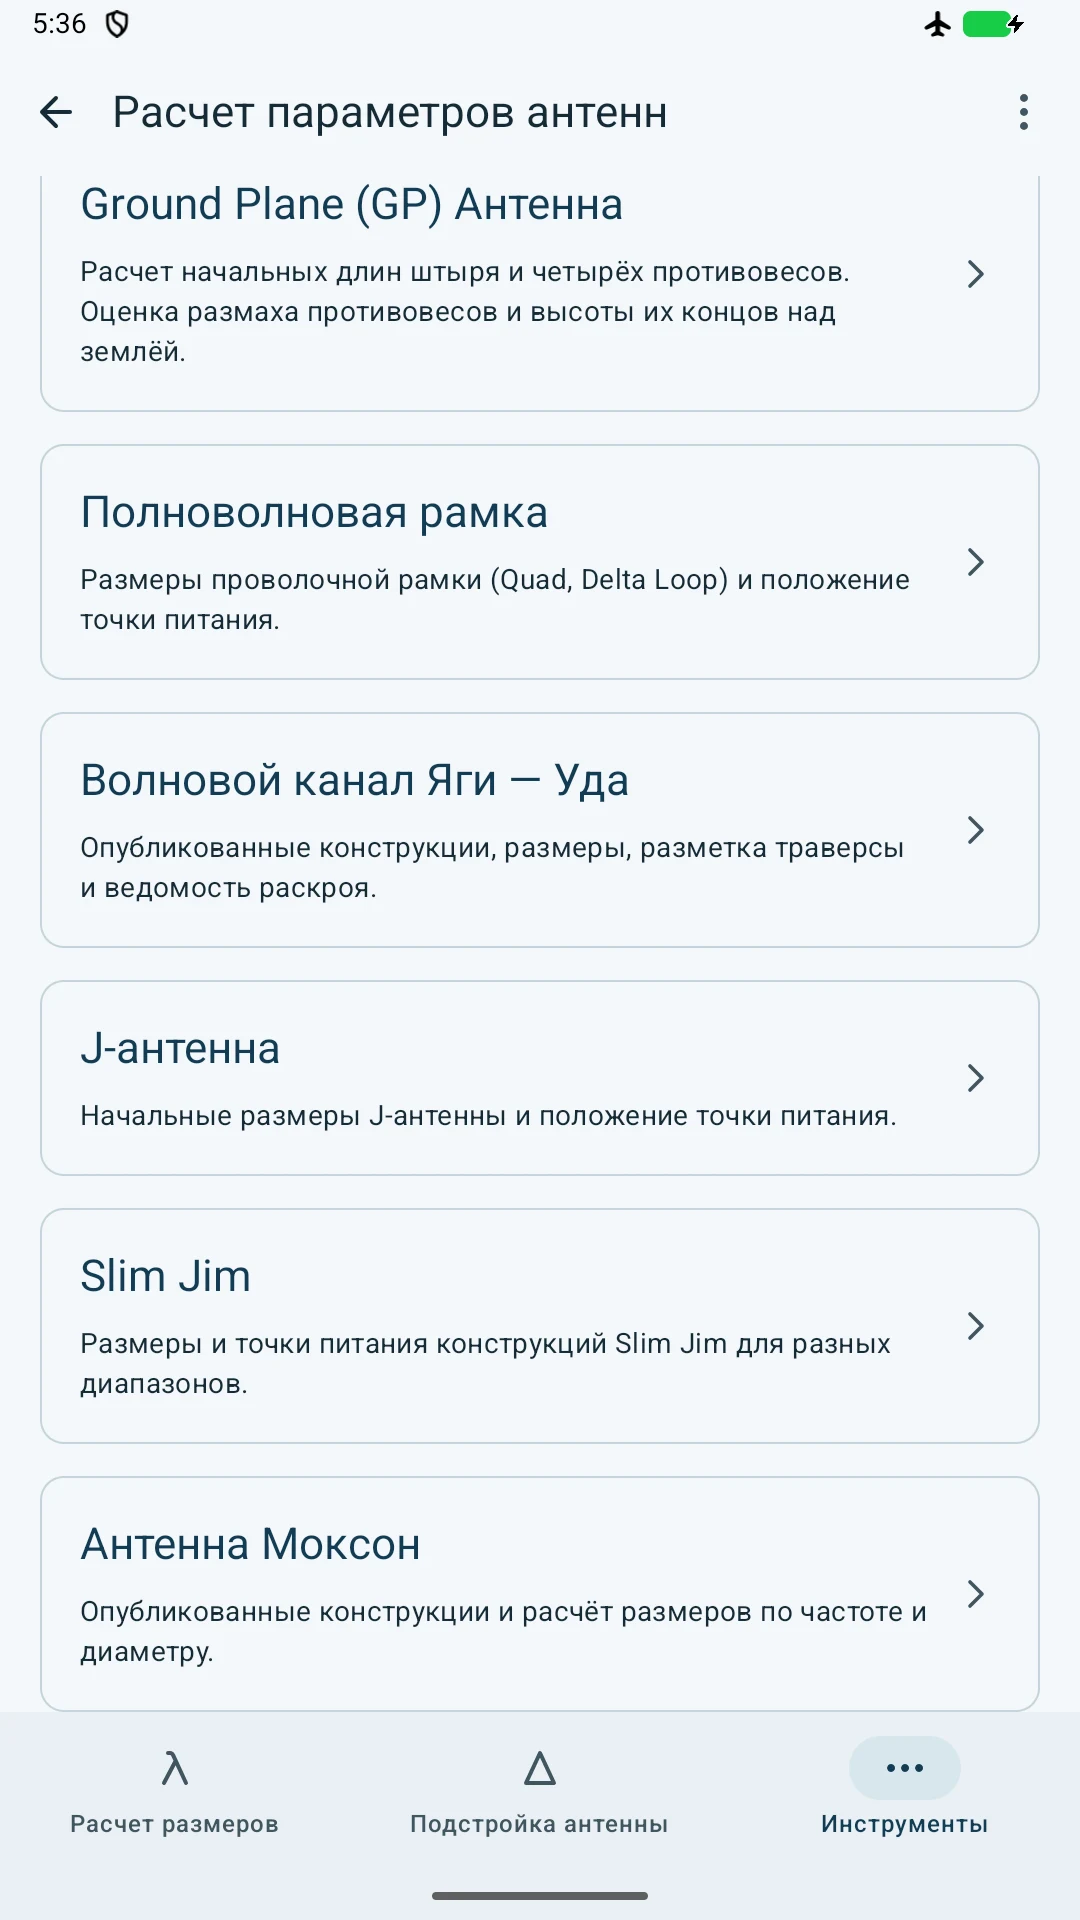 5:36
Расчет параметров антенн
Ground Plane (GP) Антенна
Расчет начальных длин штыря и четырёх противовесов.
Оценка размаха противовесов и высоты их концов над
землёй.
Полноволновая рамка
Размеры проволочной рамки (Quad, Delta Loop) и положение
точки питания.
Волновой канал Яги — Уда
Опубликованные конструкции, размеры, разметка траверсы
и ведомость раскроя.
J-антенна
Начальные размеры J-антенны и положение точки питания.
Slim Jim
Размеры и точки питания конструкций Slim Jim для разных
диапазонов.
Антенна Моксон
Опубликованные конструкции и расчёт размеров по частоте и
диаметру.
λ Δ
Расчет размеров Подстройка антенны Инструменты